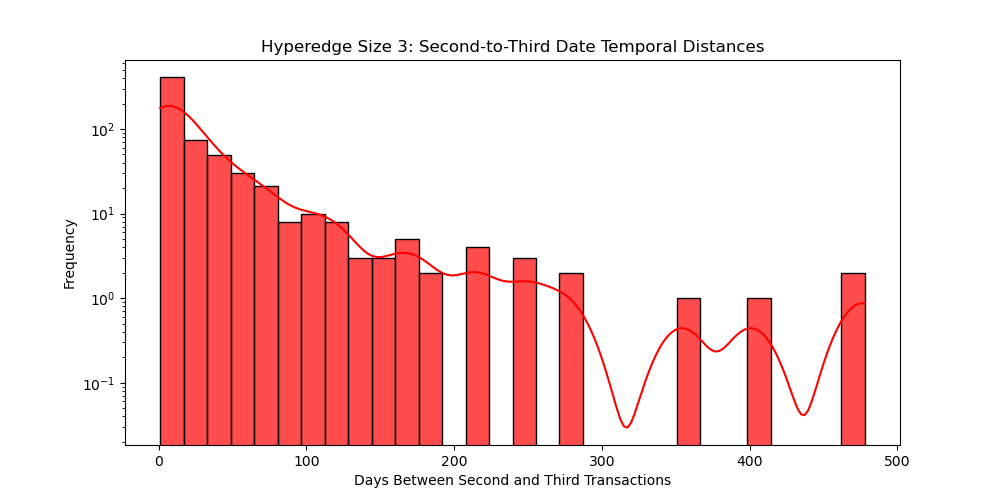 Hyperedge Size 3: Second-to-Third Date Temporal Distances
Frequency
10²
10¹
10⁰
10⁻¹
0 100 200 300 400 500
Days Between Second and Third Transactions